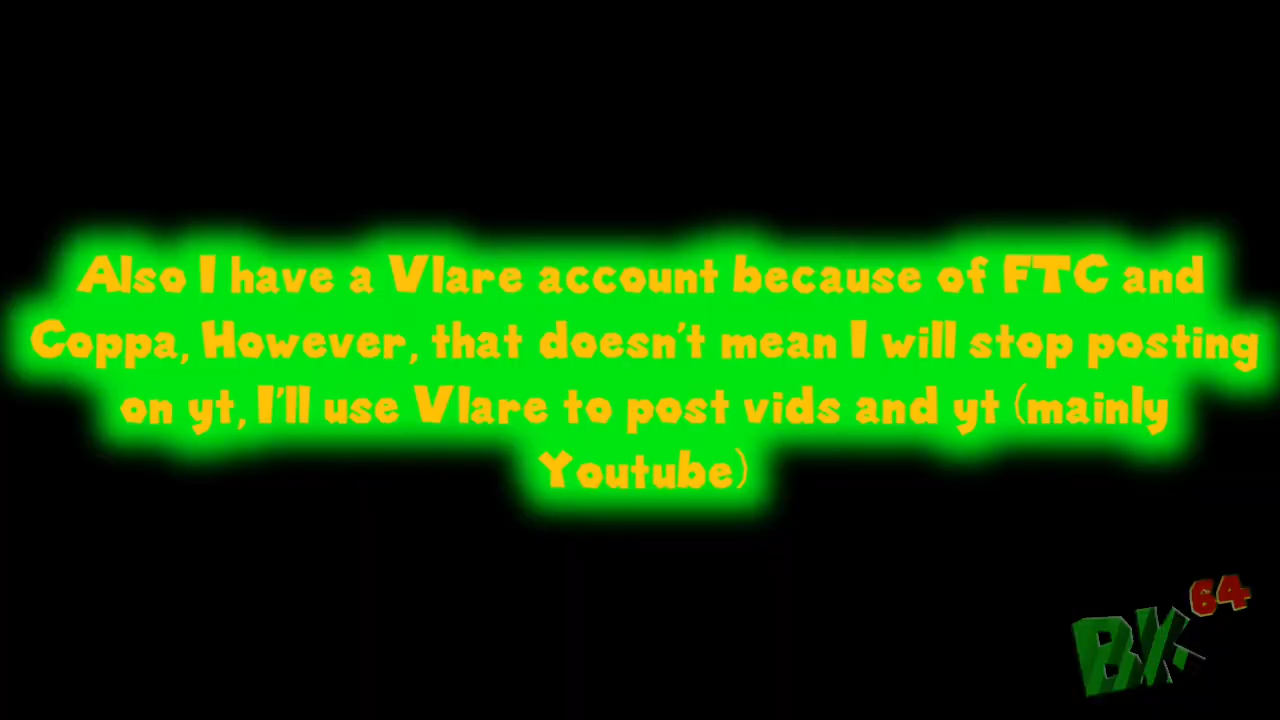 Also I have a Vlare account because of FTC and
Coppa, However, that doesn't mean I will stop posting
on yt, I'll use Vlare to post vids and yt (mainly
Youtube)
64
BK